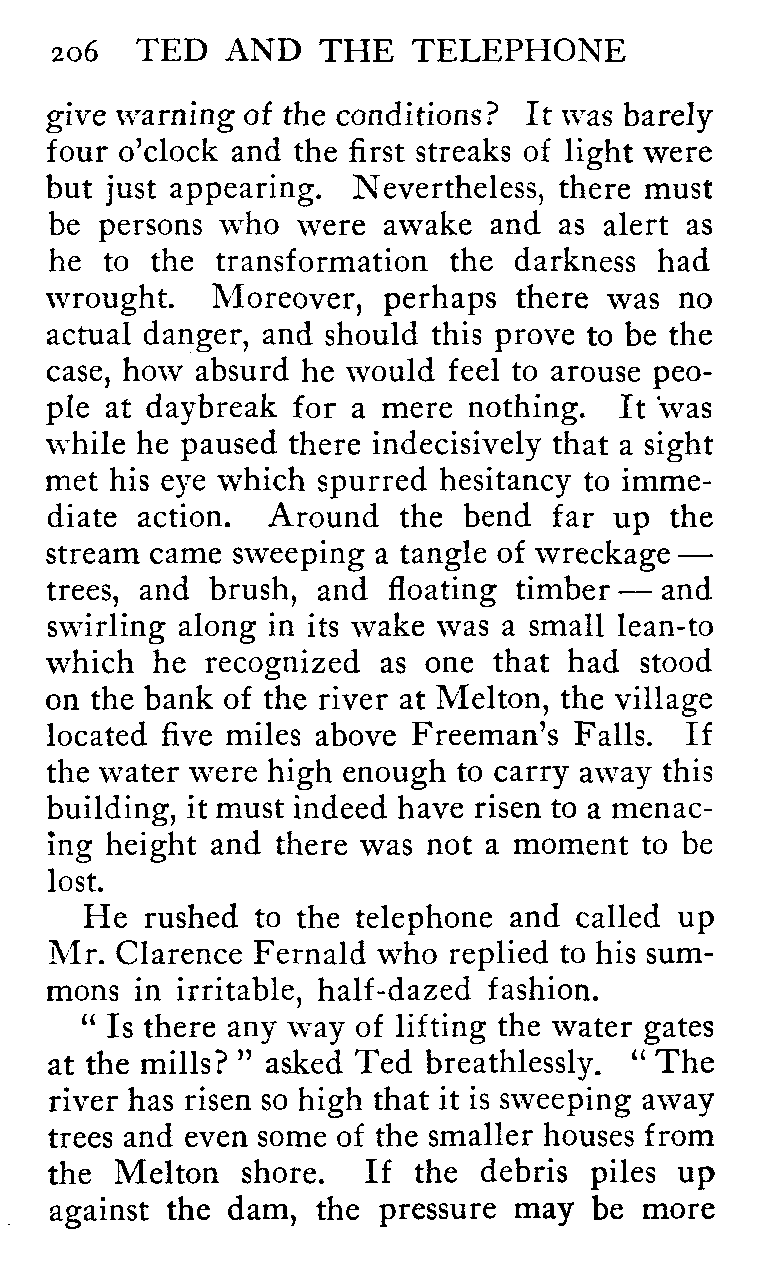 206 TED AND THE TELEPHONE
give warning of the conditions? It was barely
four o'clock and the first streaks of light were
but just appearing. Nevertheless, there must
be persons who were awake and as alert as
he to the transformation the darkness had
wrought. Moreover, perhaps there was no
actual danger, and should this prove to be the
case, how absurd he would feel to arouse peo-
ple at daybreak for a mere nothing. It was
while he paused there indecisively that a sight
met his eye which spurred hesitancy to imme-
diate action. Around the bend far up the
stream came sweeping a tangle of wreckage —
trees, and brush, and floating timber — and
swirling along in its wake was a small lean-to
which he recognized as one that had stood
on the bank of the river at Melton, the village
located five miles above Freeman's Falls. If
the water were high enough to carry away this
building, it must indeed have risen to a menac-
ing height and there was not a moment to be
lost.
He rushed to the telephone and called up
Mr. Clarence Fernald who replied to his sum-
mons in irritable, half-dazed fashion.
" Is there any way of lifting the water gates
at the mills? " asked Ted breathlessly. " The
river has risen so high that it is sweeping away
trees and even some of the smaller houses from
the Melton shore. If the debris piles up
against the dam, the pressure may be more